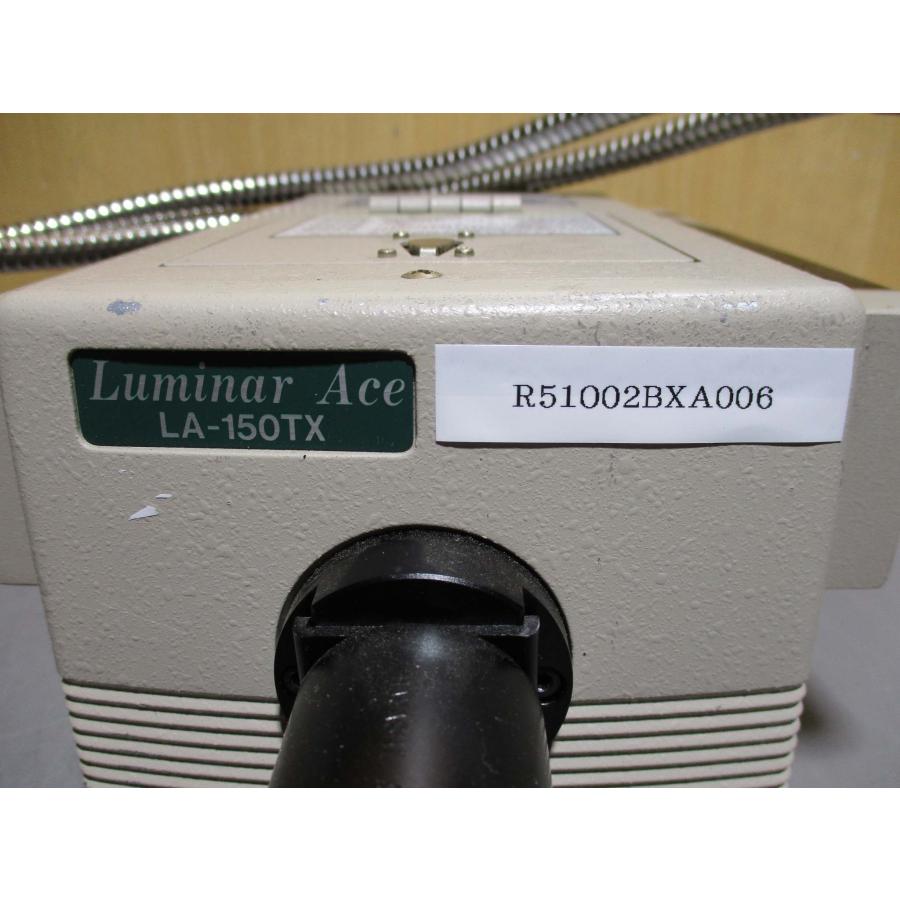 Luminar Ace
LA-150TX
R51002BXA006